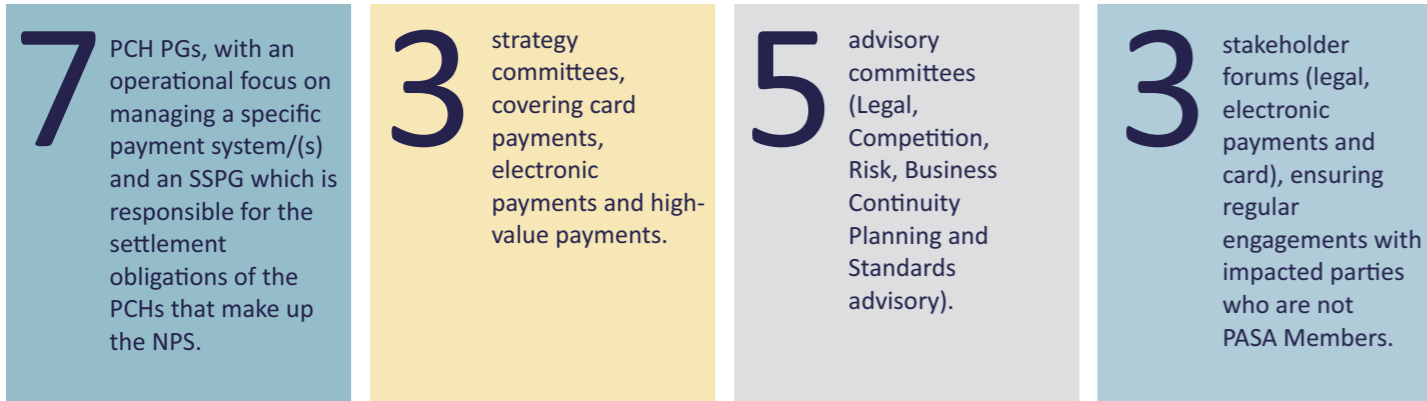 7
PCH PGs, with an
operational focus on
managing a specific
payment system/(s)
and an SSPG which is
responsible for the
settlement
obligations of the
PCHs that make up
the NPS.
3
strategy
committees,
covering card
payments,
electronic
payments and high-
value payments.
5
advisory
committees
(Legal,
Competition,
Risk, Business
Continuity
Planning and
Standards
advisory).
3
stakeholder
forums (legal,
electronic
payments and
card), ensuring
regular
engagements with
impacted parties
who are not
PASA Members.